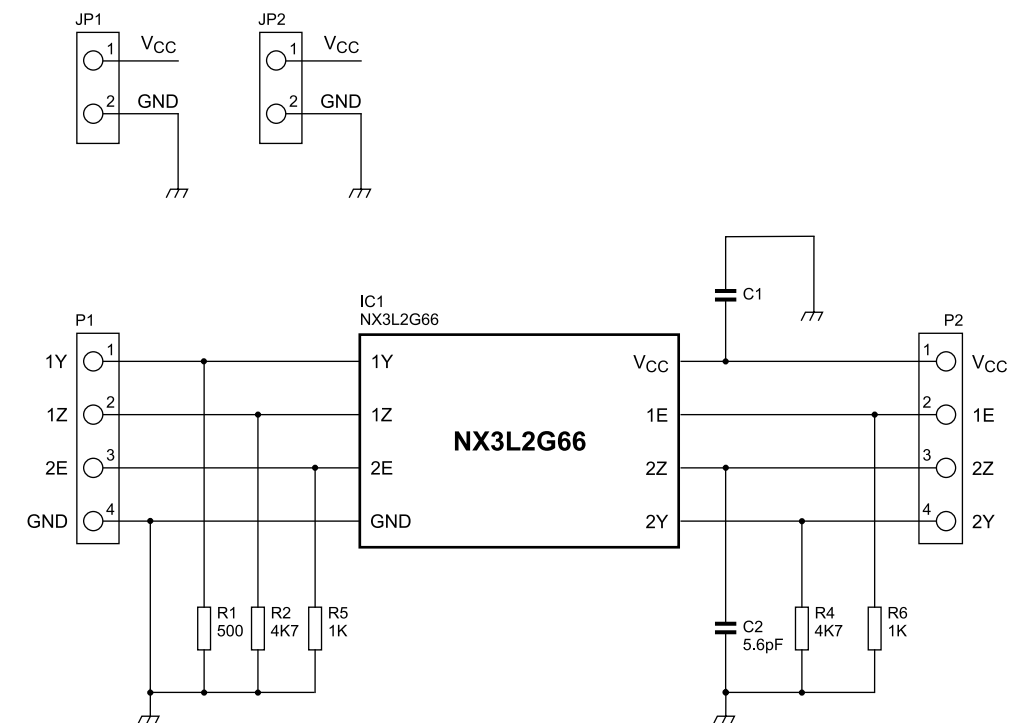 JP1
1
VCC
2
GND
JP2
1
VCC
2
GND
C1
IC1
NX3L2G66
P1
1Y
1
1Z
2
2E
3
GND
4
1Y
1Z
2E
GND
NX3L2G66
VCC
1E
2Z
2Y
P2
1
VCC
2
1E
3
2Z
4
2Y
R1
500
R2
4K7
R5
1K
C2
5.6pF
R4
4K7
R6
1K